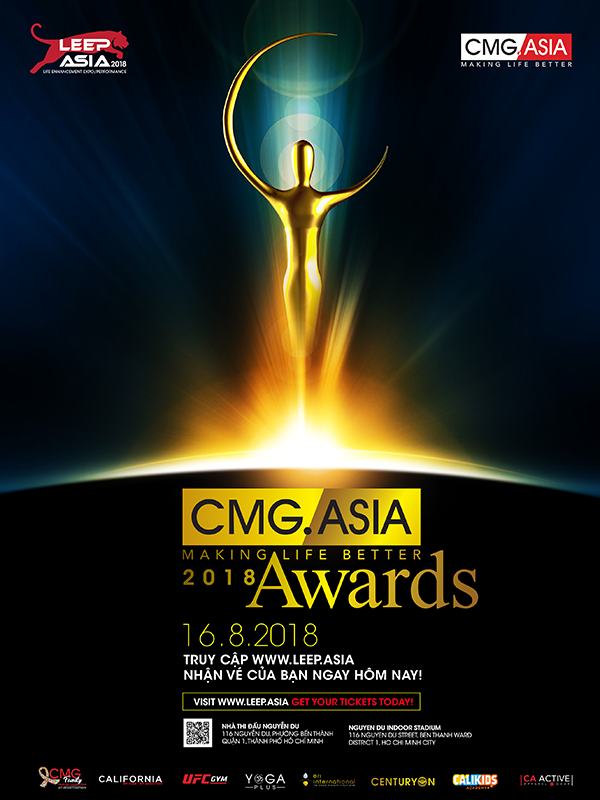 LEEP
ASIA 2018
LIFE ENHANCEMENT EXPO/PERFORMANCE
CMG.ASIA
MAKING LIFE BETTER
CMG.ASIA
MAKING LIFE BETTER
2018 Awards
16.8.2018
TRUY CẬP WWW.LEEP.ASIA
NHẬN VÉ CỦA BẠN NGAY HÔM NAY!
VISIT WWW.LEEP.ASIA GET YOUR TICKETS TODAY!
NHÀ THI ĐẤU NGUYỄN DU
116 NGUYỄN DU, PHƯỜNG BẾN THÀNH
QUẬN 1, THÀNH PHỐ HỒ CHÍ MINH
NGUYEN DU INDOOR STADIUM
116 NGUYEN DU STREET, BEN THANH WARD
DISTRICT 1, HO CHI MINH CITY
CMG
Family
CALIFORNIA
UFC GYM
YOGA
PLUS
eri
international
CENTURYON
CALIKIDS
ACADEMY
CA ACTIVE